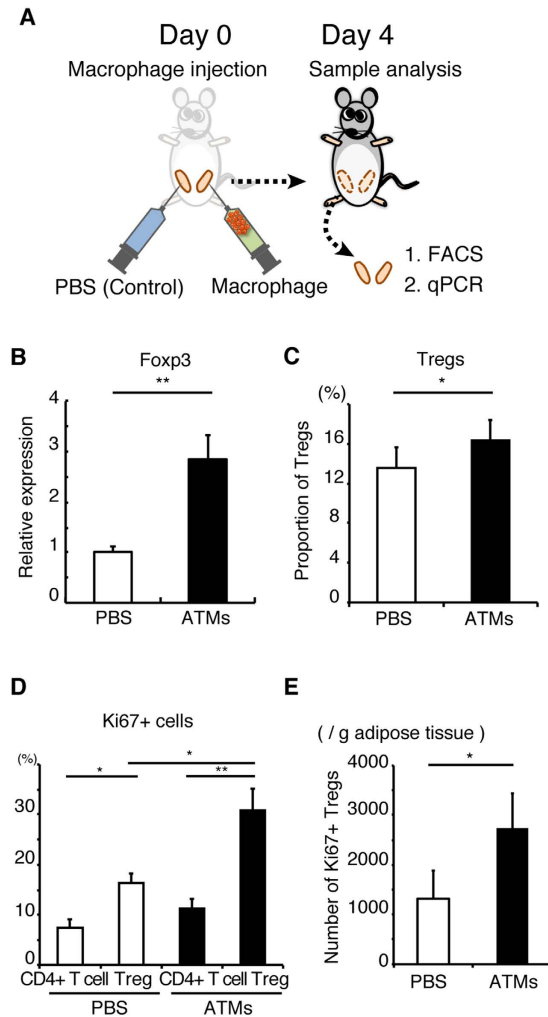 A
Day 0
Day 4
Macrophage injection
Sample analysis
PBS (Control)
Macrophage
1. FACS
2. qPCR
B
Foxp3
**
Relative expression
4
3
2
1
0
PBS
ATMs
C
Tregs
(%)
*
Proportion of Tregs
16
12
8
4
0
PBS
ATMs
D
Ki67+ cells
(%)
*
*
**
30
20
10
0
CD4+ T cell Treg
CD4+ T cell Treg
PBS
ATMs
E
( / g adipose tissue )
*
Number of Ki67+ Tregs
4000
3000
2000
1000
0
PBS
ATMs